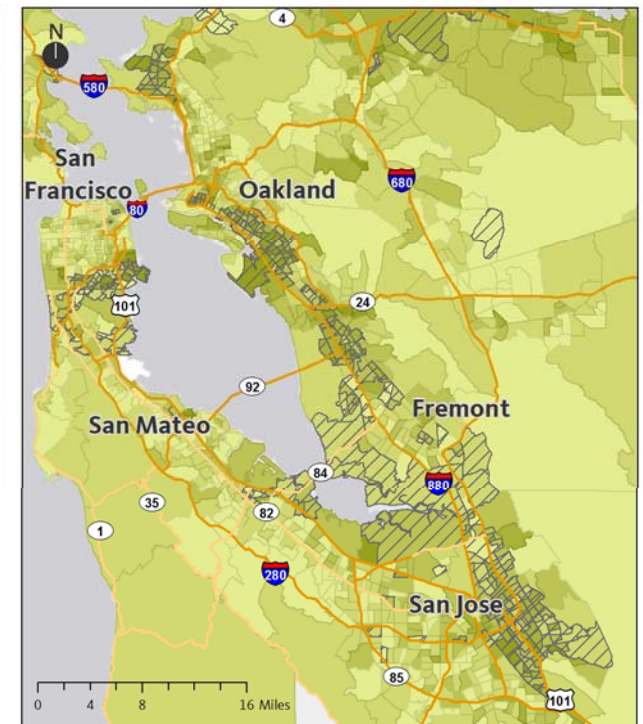 4
N
580
San
Francisco
Oakland
80
680
101
24
92
Fremont
San Mateo
84
880
35
82
1
280
San Jose
85
101
0 4 8 16 Miles